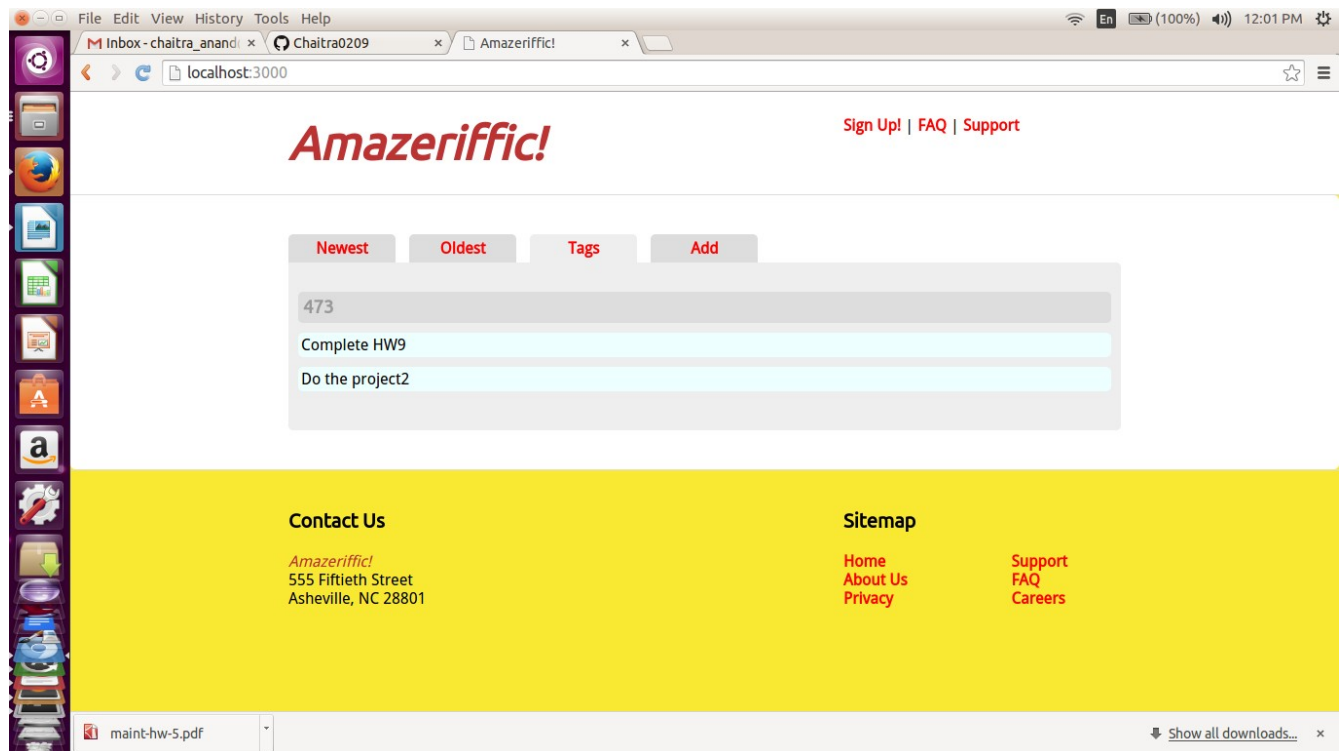 File Edit View History Tools Help En (100%) 12:01 PM
Inbox - chaitra_anand Chaitra0209 Amazeriffic!
localhost:3000
Amazeriffic!
Sign Up! | FAQ | Support
Newest Oldest Tags Add
473
Complete HW9
Do the project2
Contact Us
Amazeriffic!
555 Fiftieth Street
Asheville, NC 28801
Sitemap
Home Support
About Us FAQ
Privacy Careers
maint-hw-5.pdf Show all downloads...